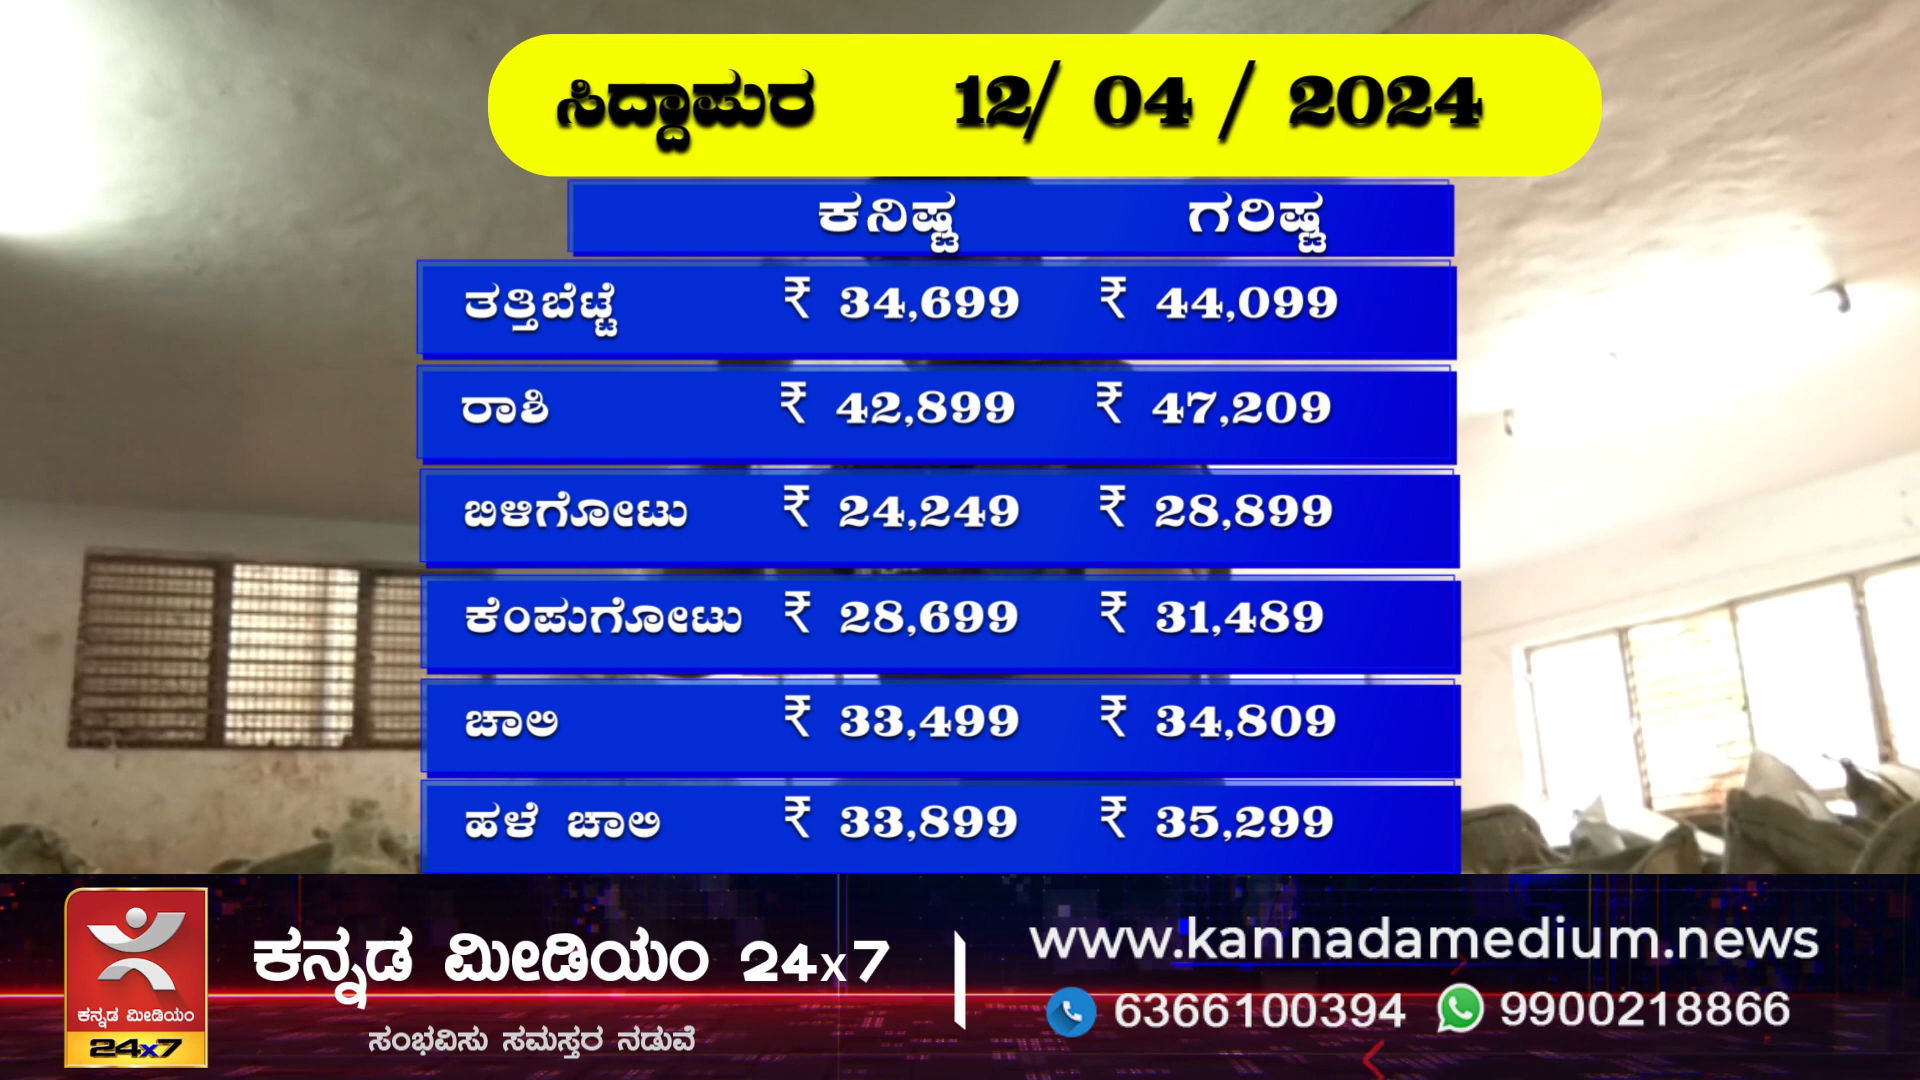 ಸಿದ್ದಾಪುರ 12/ 04 / 2024
ಕನಿಷ್ಟ ಗರಿಷ್ಟ
ತತ್ತಿಬೆಟ್ಟೆ ₹ 34,699 ₹ 44,099
ರಾಶಿ ₹ 42,899 ₹ 47,209
ಬಿಳಿಗೋಟು ₹ 24,249 ₹ 28,899
ಕೆಂಪುಗೋಟು ₹ 28,699 ₹ 31,489
ಚಾಲಿ ₹ 33,499 ₹ 34,809
ಹಳೆ ಚಾಲಿ ₹ 33,899 ₹ 35,299
ಕನ್ನಡ ಮೀಡಿಯಂ
24x7
ಕನ್ನಡ ಮೀಡಿಯಂ 24x7
ಸಂಭವಿಸು ಸಮಸ್ತರ ನಡುವೆ
www.kannadamedium.news
6366100394 9900218866